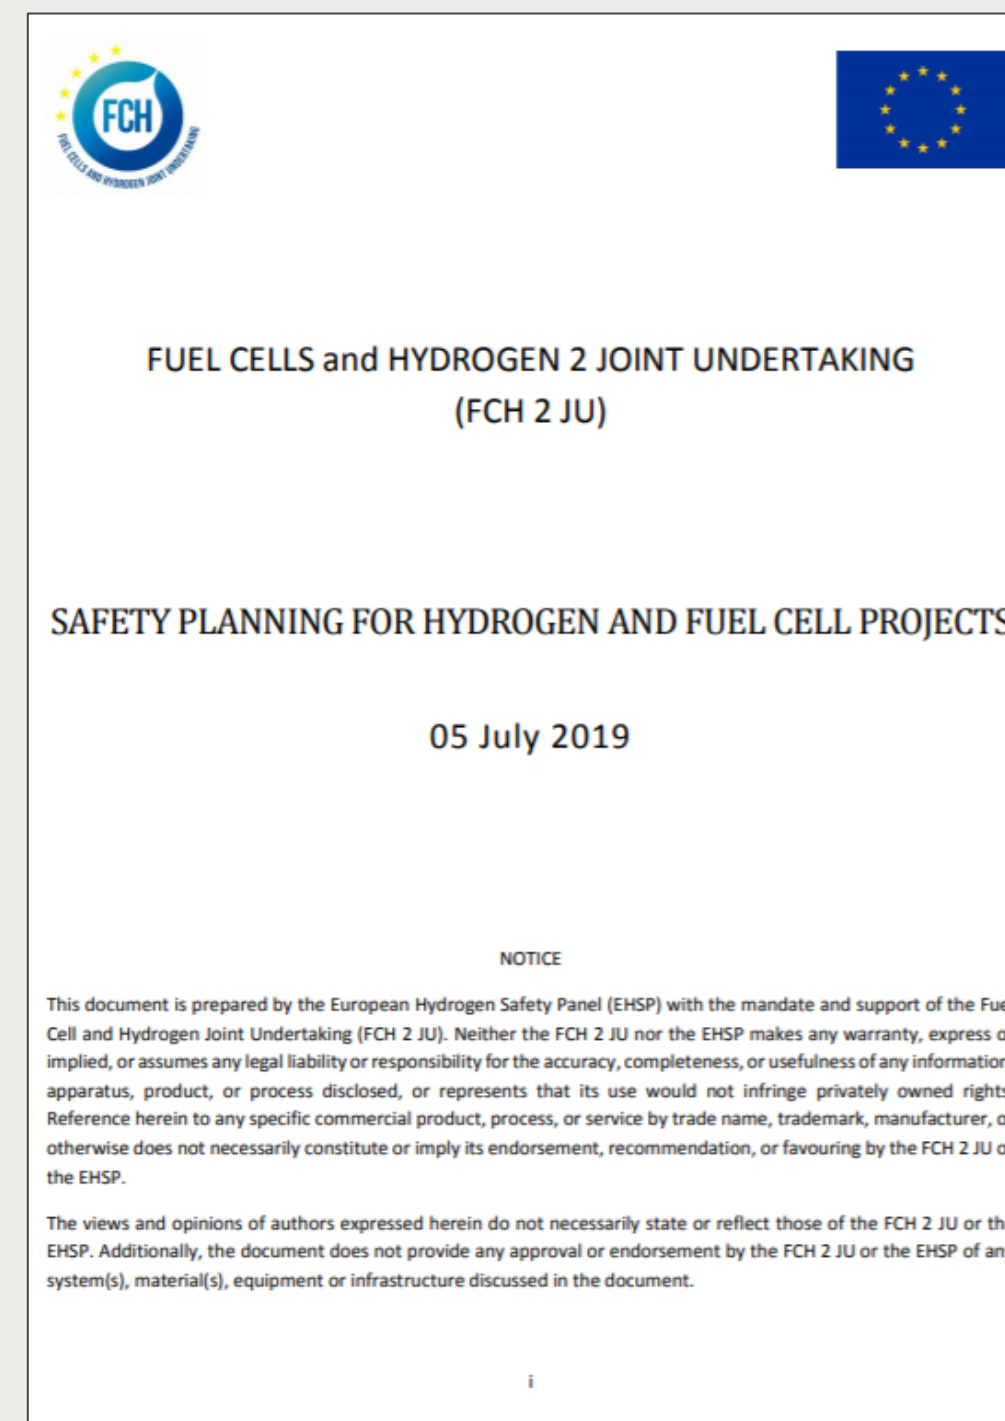 FCH
FUEL CELLS AND HYDROGEN JOINT UNDERTAKING
FUEL CELLS and HYDROGEN 2 JOINT UNDERTAKING
(FCH 2 JU)
SAFETY PLANNING FOR HYDROGEN AND FUEL CELL PROJECTS
05 July 2019
NOTICE
This document is prepared by the European Hydrogen Safety Panel (EHSP) with the mandate and support of the Fue
Cell and Hydrogen Joint Undertaking (FCH 2 JU). Neither the FCH 2 JU nor the EHSP makes any warranty, express o
implied, or assumes any legal liability or responsibility for the accuracy, completeness, or usefulness of any information
apparatus, product, or process disclosed, or represents that its use would not infringe privately owned rights
Reference herein to any specific commercial product, process, or service by trade name, trademark, manufacturer, o
otherwise does not necessarily constitute or imply its endorsement, recommendation, or favouring by the FCH 2 JU o
the EHSP.
The views and opinions of authors expressed herein do not necessarily state or reflect those of the FCH 2 JU or th
EHSP. Additionally, the document does not provide any approval or endorsement by the FCH 2 JU or the EHSP of an
system(s), material(s), equipment or infrastructure discussed in the document.
i